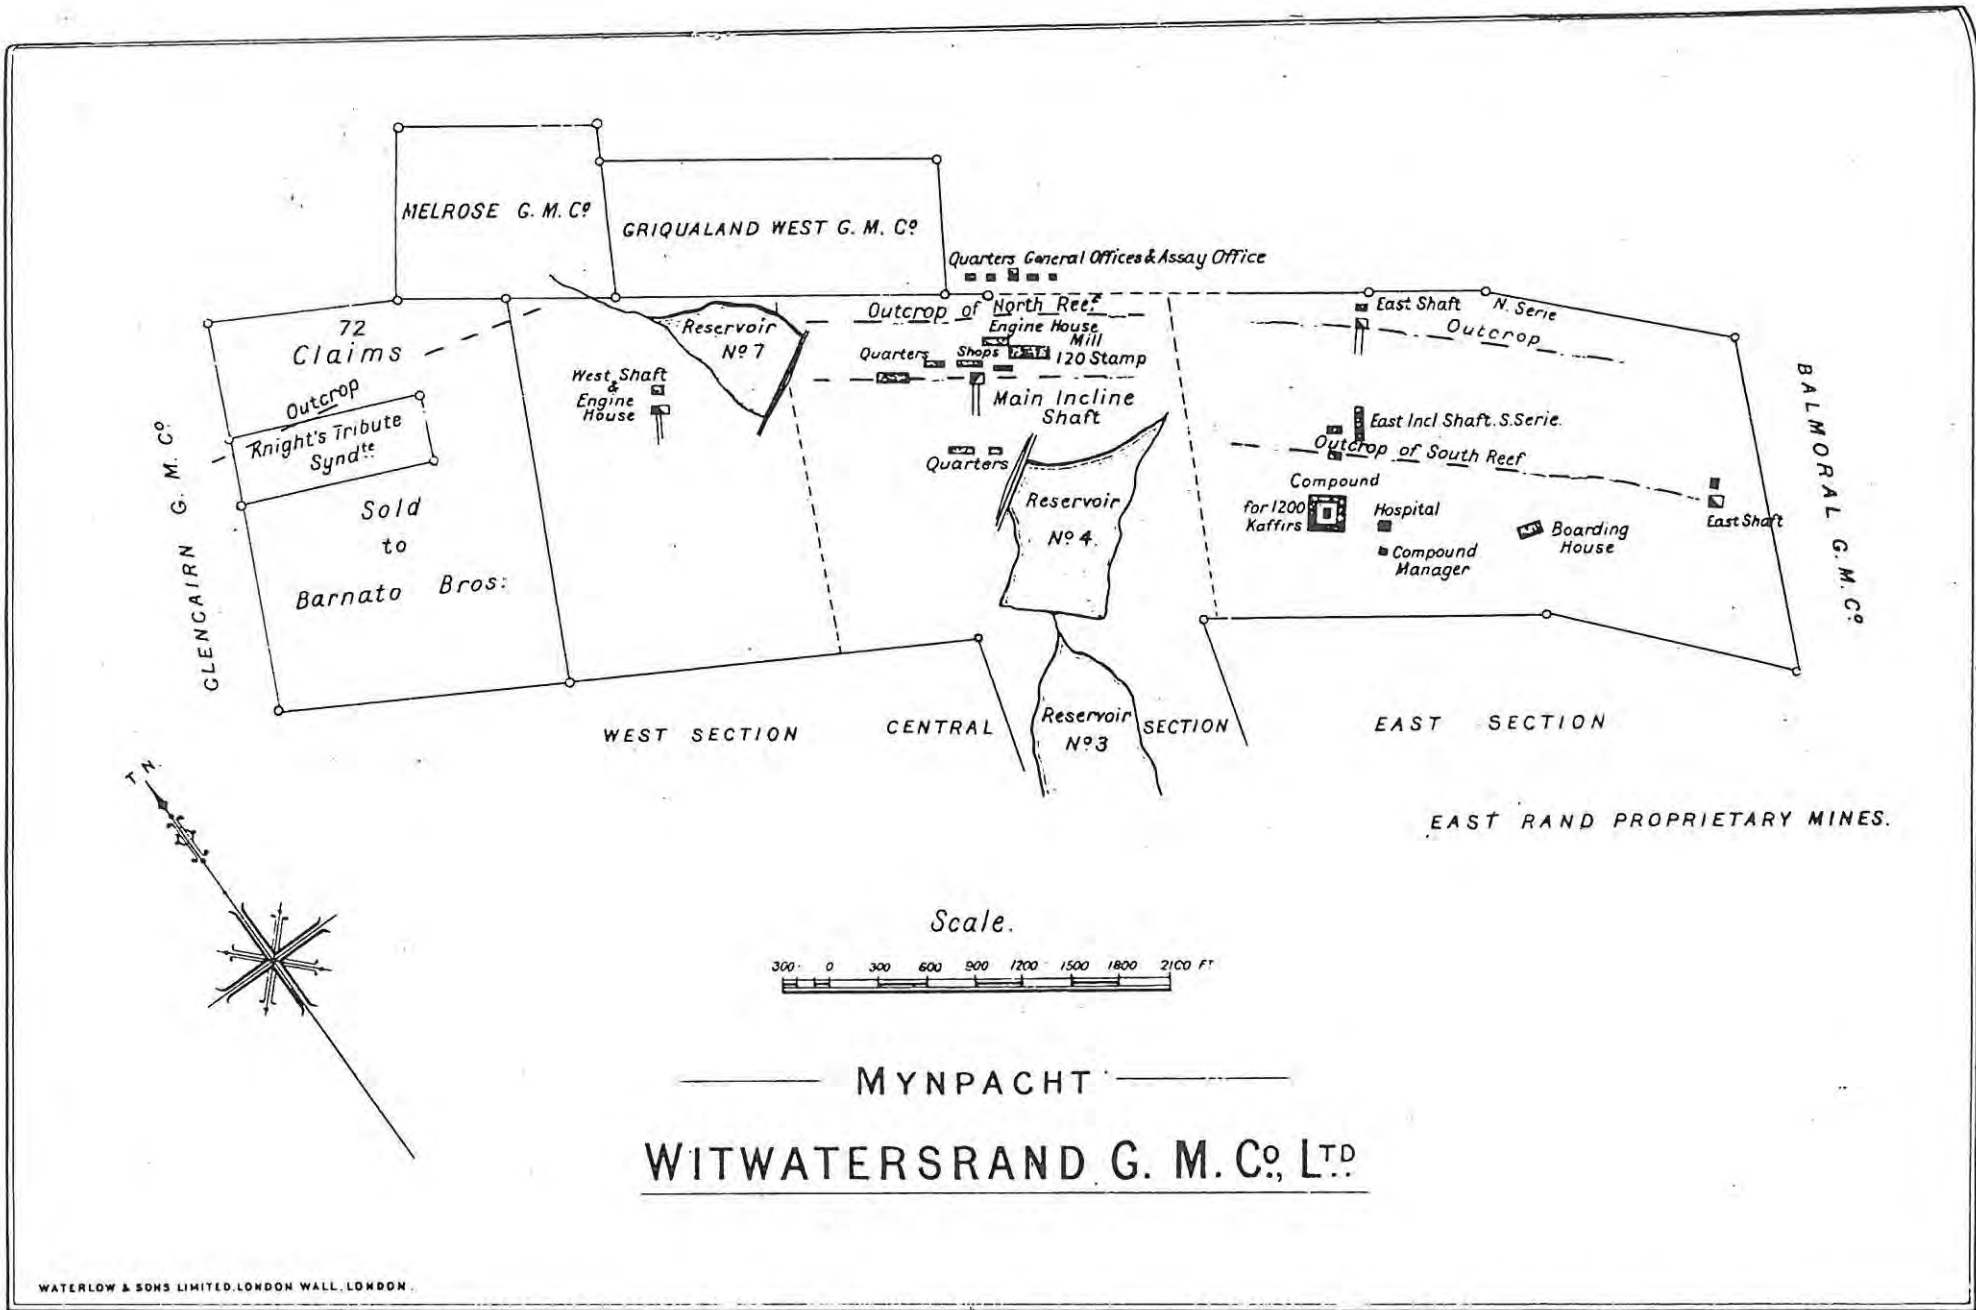 MELROSE G. M. Cº
GRIQUALAND WEST G. M. Cº
Quarters General Offices & Assay Office
72
Claims
Outcrop
Knight's Tribute
Synd.te
Sold
to
Barnato Bros:
GLENCAIRN G. M. Cº
West Shaft
&
Engine
House
Reservoir
Nº 7
Outcrop of North Reef
Engine House
Mill
120 Stamp
Quarters
Shops
Main Incline
Shaft
Quarters
Reservoir
Nº 4.
Reservoir
Nº 3
East Shaft
N. Serie
Outcrop
East Incl Shaft. S. Serie.
Outcrop of South Reef
Compound
for 1200
Kaffirs
Hospital
Compound
Manager
Boarding
House
East Shaft
BALMORAL G. M. Cº
WEST SECTION
CENTRAL SECTION
EAST SECTION
EAST RAND PROPRIETARY MINES.
T N.
Scale.
300 0 300 600 900 1200 1500 1800 2100 FT
MYNPACHT
WITWATERSRAND G. M. Cº, LTD.
WATERLOW & SONS LIMITED, LONDON WALL, LONDON.